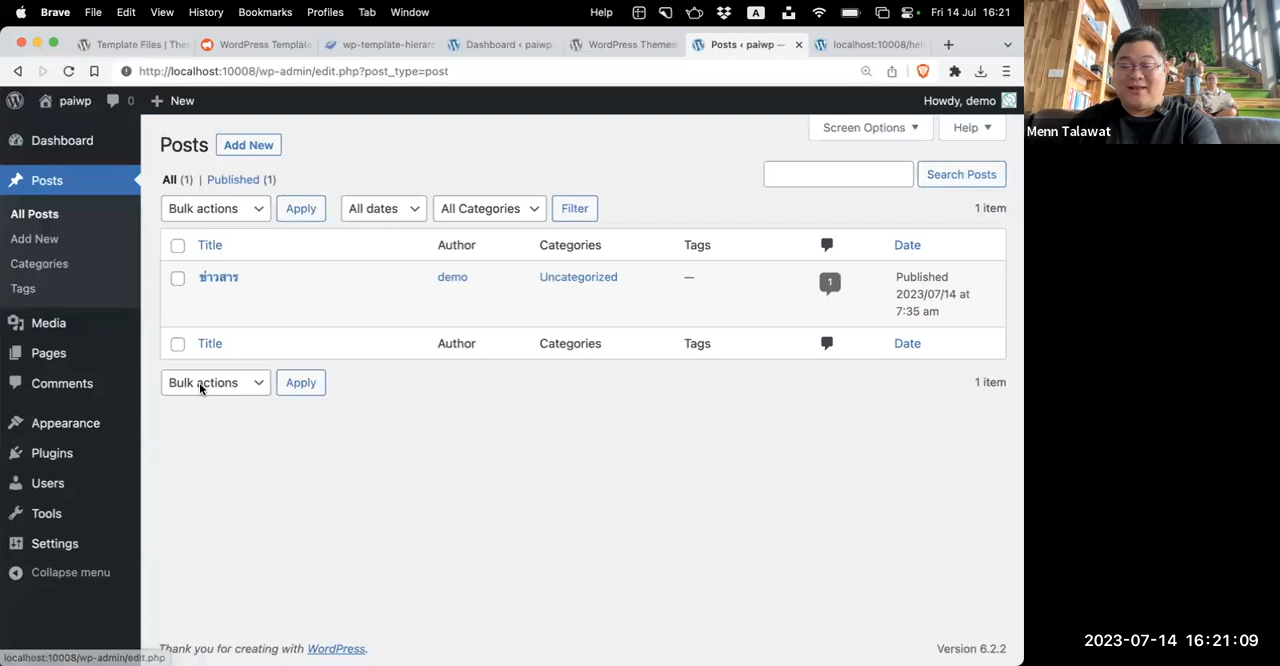 Brave File Edit View History Bookmarks Profiles Tab Window Help A Fri 14 Jul 16:21
Template Files | The WordPress Templat wp-template-hierarc Dashboard ‹ paiwp WordPress Themes Posts ‹ paiwp — localhost:10008/hel
http://localhost:10008/wp-admin/edit.php?post_type=post
paiwp 0 New Howdy, demo
Menn Talawat
Dashboard
Posts
All Posts
Add New
Categories
Tags
Media
Pages
Comments
Appearance
Plugins
Users
Tools
Settings
Collapse menu
Screen Options Help
Posts Add New
All (1) | Published (1)
Search Posts
Bulk actions Apply All dates All Categories Filter 1 item
Title Author Categories Tags Date
ข่าวสาร demo Uncategorized — 1 Published
2023/07/14 at
7:35 am
Title Author Categories Tags Date
Bulk actions Apply 1 item
Thank you for creating with WordPress. Version 6.2.2
localhost:10008/wp-admin/edit.php
2023-07-14 16:21:09